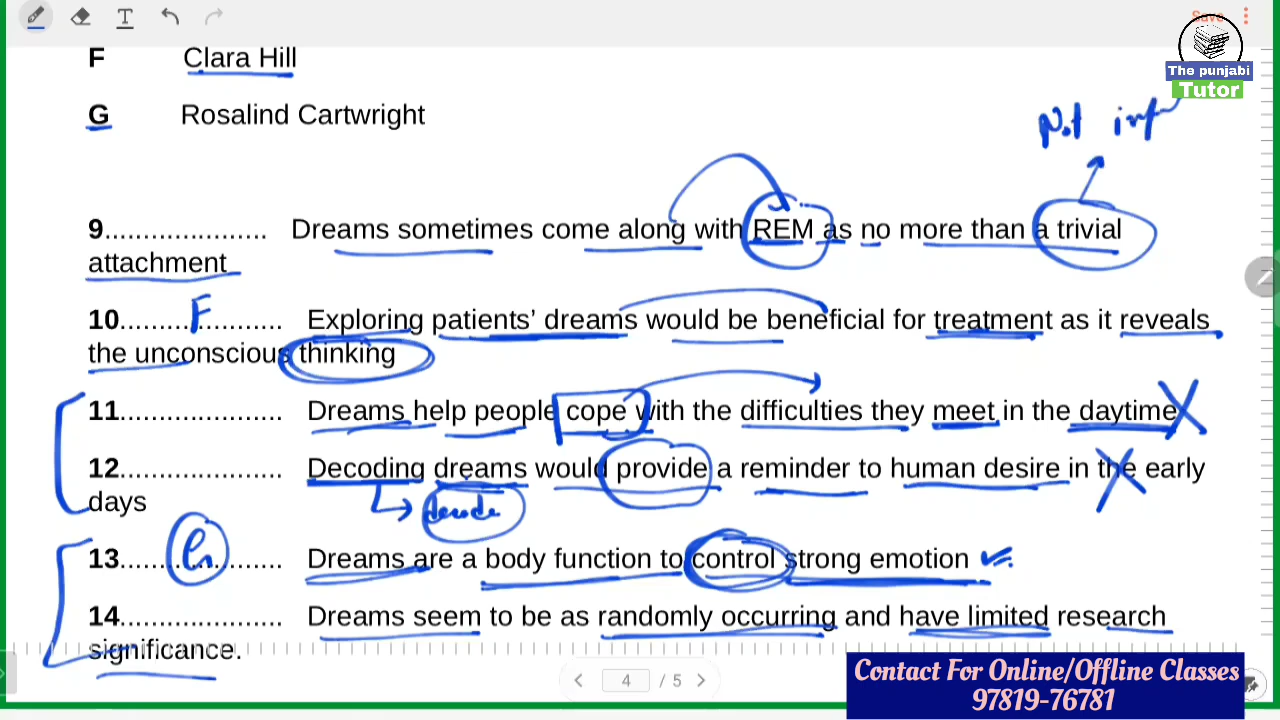 Save
The punjabi
Tutor
F Clara Hill
G Rosalind Cartwright
Not
9..................... Dreams sometimes come along with REM as no more than a trivial
attachment
F
10..................... Exploring patients' dreams would be beneficial for treatment as it reveals
the unconscious thinking
11..................... Dreams help people cope with the difficulties they meet in the daytime
12..................... Decoding dreams would provide a reminder to human desire in the early
days
decode
13..................... Dreams are a body function to control strong emotion
14..................... Dreams seem to be as randomly occurring and have limited research
significance.
4 / 5
Contact For Online/Offline Classes
97819-76781